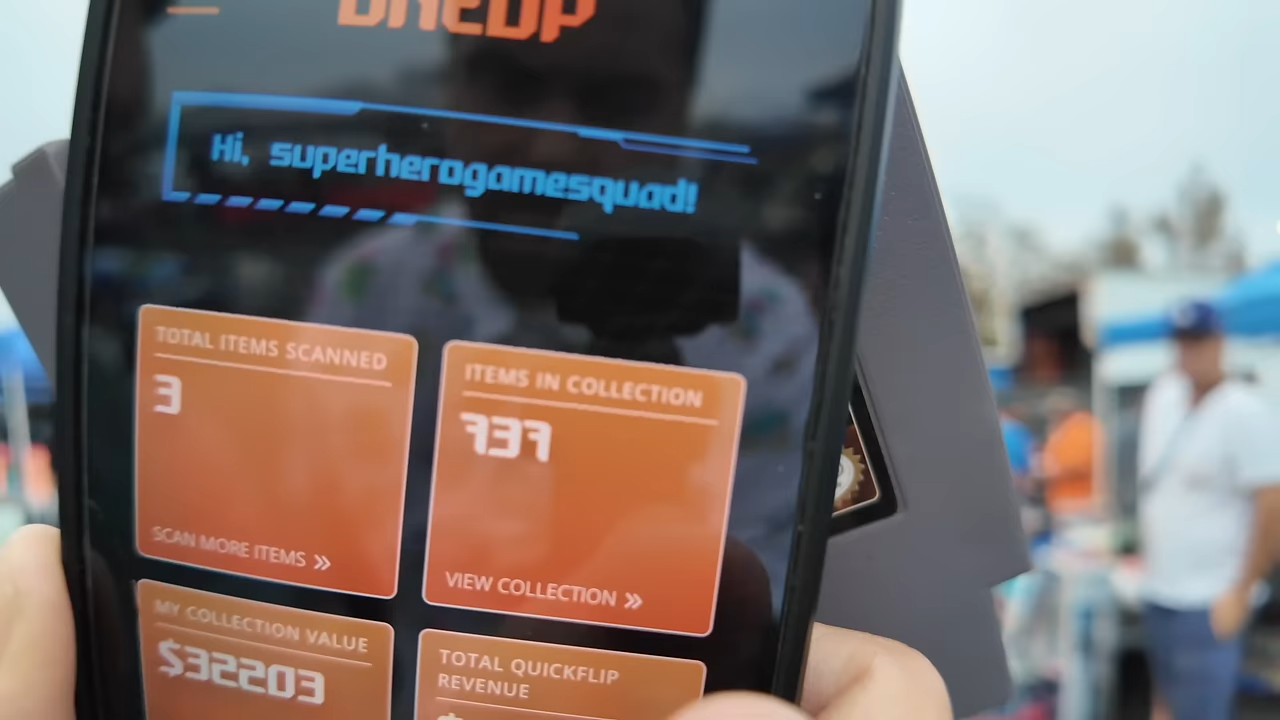 Hi, superherogamesquad!
TOTAL ITEMS SCANNED
3
SCAN MORE ITEMS »
ITEMS IN COLLECTION
737
VIEW COLLECTION »
MY COLLECTION VALUE
$32203
TOTAL QUICKFLIP
REVENUE